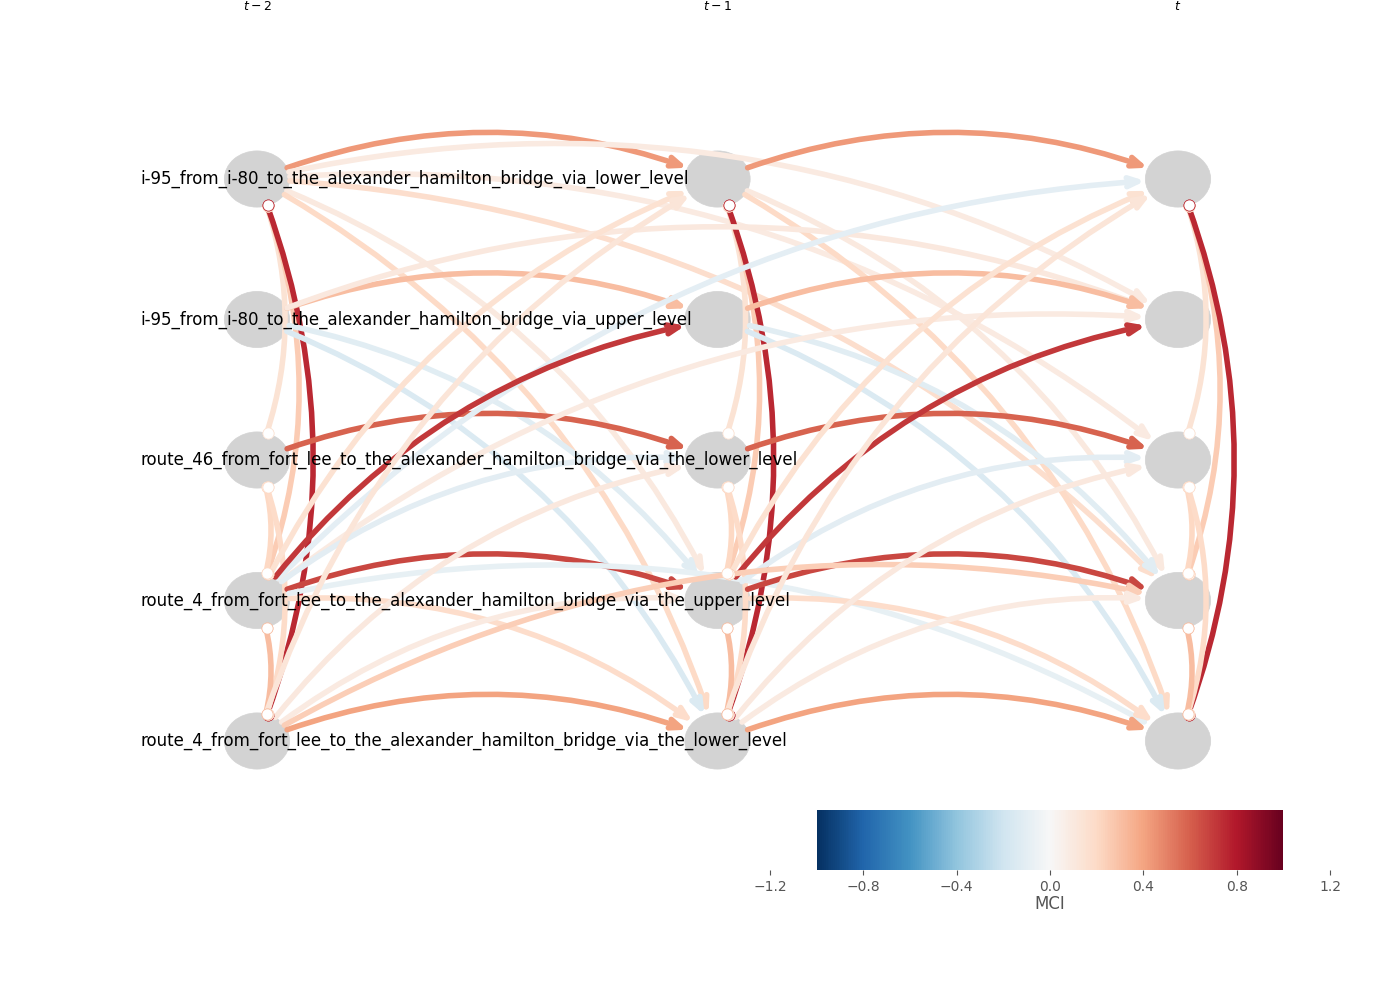 t − 2 t − 1 t
i-95_from_i-80_to_the_alexander_hamilton_bridge_via_lower_level
i-95_from_i-80_to_the_alexander_hamilton_bridge_via_upper_level
route_46_from_fort_lee_to_the_alexander_hamilton_bridge_via_the_lower_level
route_4_from_fort_lee_to_the_alexander_hamilton_bridge_via_the_upper_level
route_4_from_fort_lee_to_the_alexander_hamilton_bridge_via_the_lower_level
−1.2 −0.8 −0.4 0.0 0.4 0.8 1.2
MCI